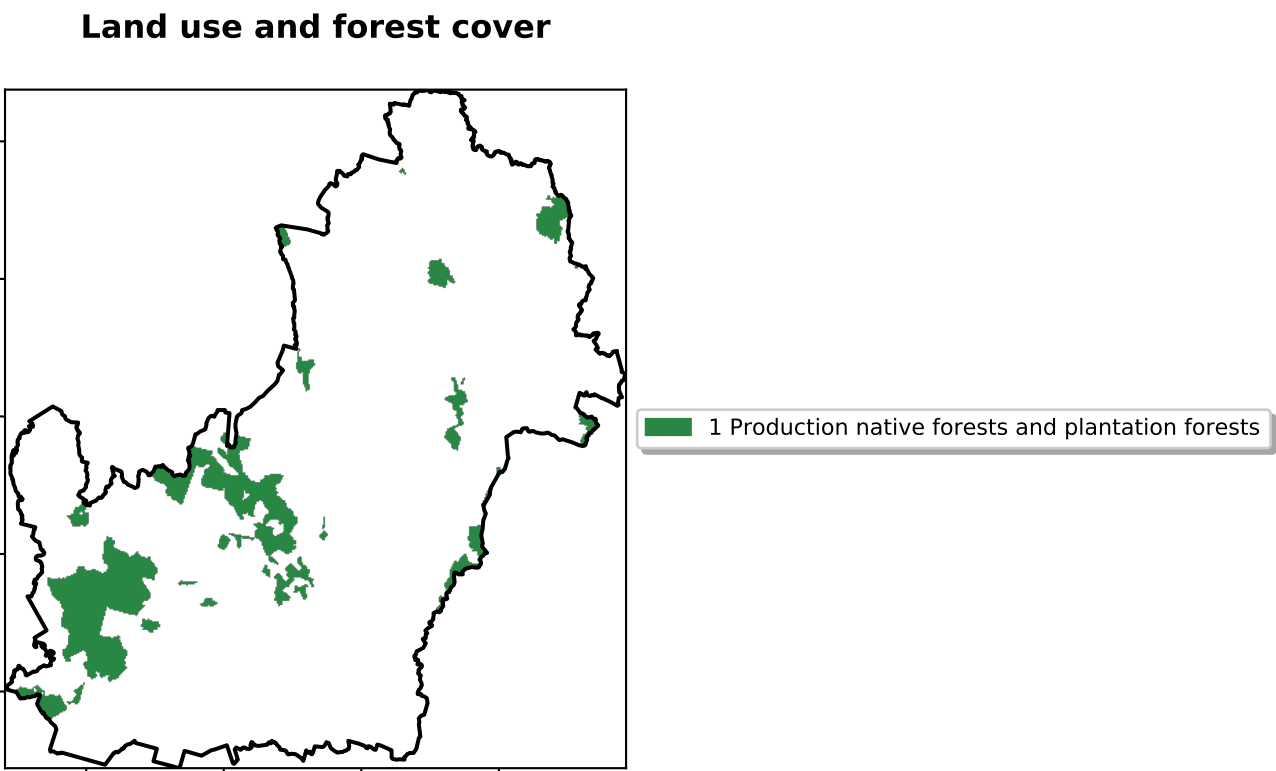 Land use and forest cover
1 Production native forests and plantation forests